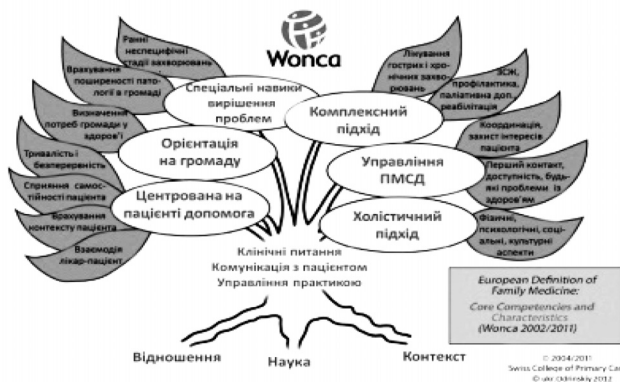 Wonca
Ранні
неспецифічні
стадії захворювань
Врахування
поширеності пато-
логії в громаді
Визначення
потреб громади у
здоров'ї
Тривалість і
безперервність
Сприяння самос-
тійності пацієнта
Врахування
контексту пацієнта
Взаємодія
лікар-пацієнт
Спеціальні навики
вирішення
проблем
Орієнтація
на громаду
Центрована на
пацієнті допомога
Комплексний
підхід
Управління
ПМСД
Холістичний
підхід
Лікування
гострих і хро-
нічних захво-
рювань
ЗСЖ,
профілактика,
паліативна доп.,
реабілітація
Координація,
захист інтересів
пацієнта
Перший контакт,
доступність, будь-
які проблеми із
здоров'ям
Фізичні,
психологічні, соці-
альні, культурні
аспекти
Клінічні питання
Комунікація з пацієнтом
Управління практикою
Відношення
Наука
Контекст
European Definition of
Family Medicine:
Core Competencies and
Characteristics
(Wonca 2002/2011)
© 2004/2011
Swiss College of Primary Car
© ukr Odrinskiy 2012